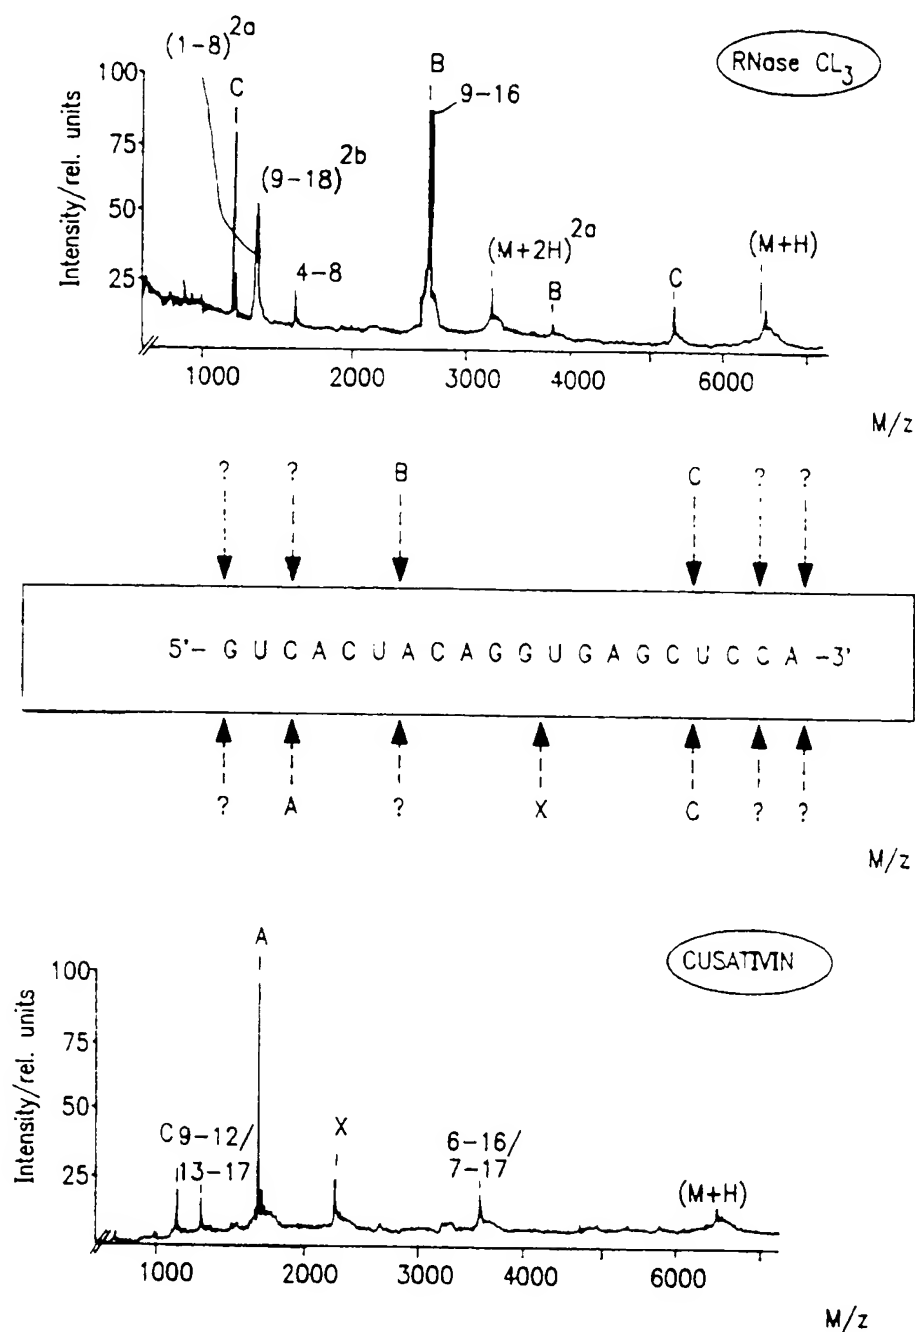 (1-8)2a
RNase CL3
Intensity/rel. units
100
75
50
25
C
(9-18)2b
4-8
B
9-16
(M+2H)2a
B
C
(M+H)
1000 2000 3000 4000 6000
M/z
? ? B C ? ?
5'- G U C A C U A C A G G U G A G C U C C A -3'
? A ? X C ? ?
M/z
CUSATIVIN
Intensity/rel. units
100
75
50
25
A
C 9-12/
13-17
X
6-16/
7-17
(M+H)
1000 2000 3000 4000 6000
M/z